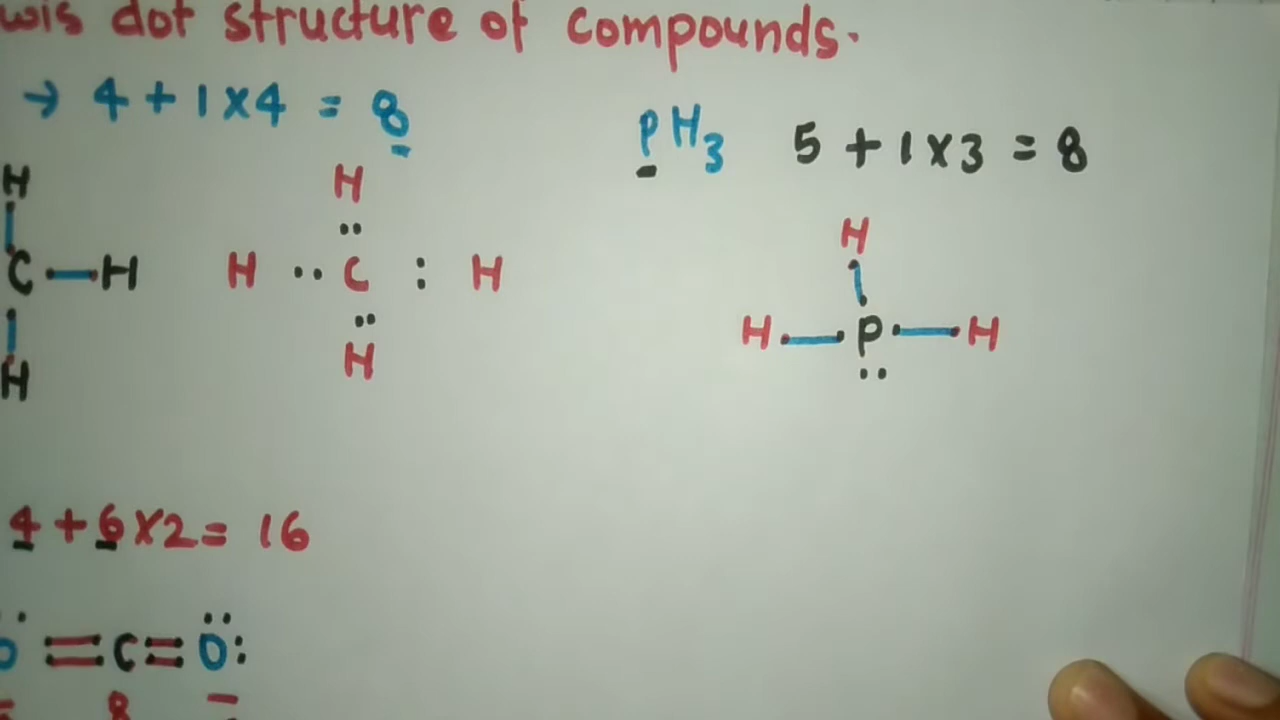 wis dot structure of compounds.
→ 4 + 1 x 4 = 8
PH3 5 + 1 x 3 = 8
H
C — H
H
H
H •• C : H
H
H
H — P — H
4 + 6 x 2 = 16
O = C = O:
8